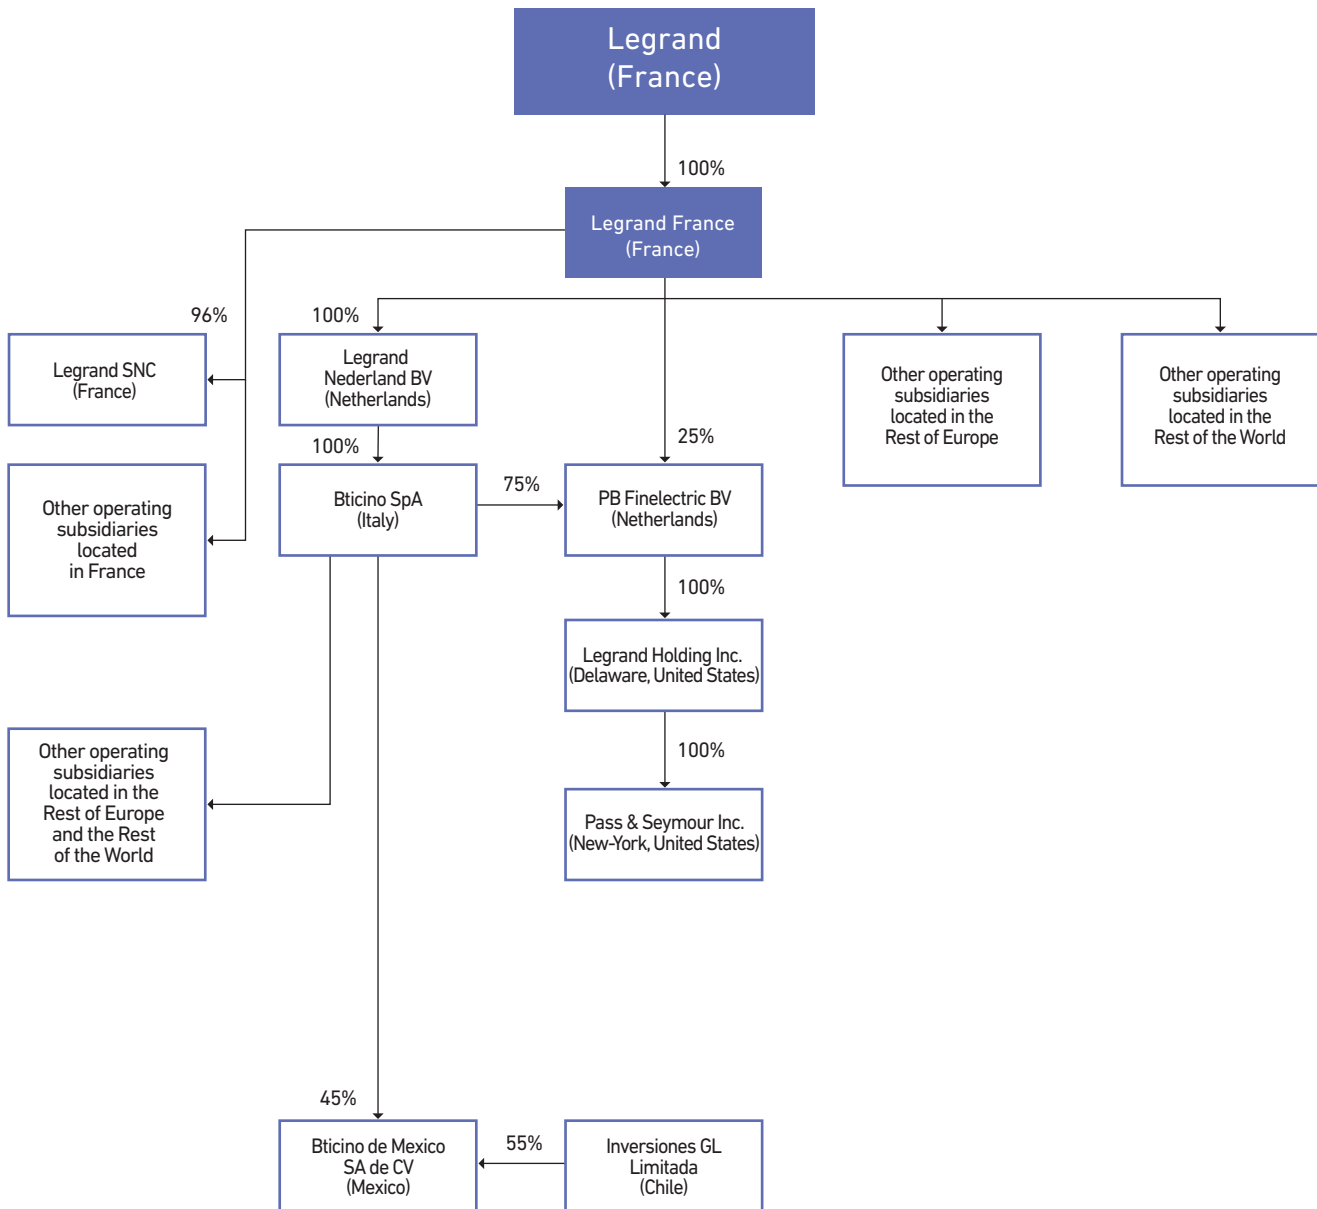 Legrand
(France)
100%
Legrand France
(France)
96%
100%
Legrand SNC
(France)
Legrand
Nederland BV
(Netherlands)
Other operating
subsidiaries
located in the
Rest of Europe
Other operating
subsidiaries
located in the
Rest of the World
100%
25%
Other operating
subsidiaries
located
in France
Bticino SpA
(Italy)
75%
PB Finelectric BV
(Netherlands)
100%
Legrand Holding Inc.
(Delaware, United States)
100%
Other operating
subsidiaries
located in the
Rest of Europe
and the Rest
of the World
Pass & Seymour Inc.
(New-York, United States)
45%
Bticino de Mexico
SA de CV
(Mexico)
55%
Inversiones GL
Limitada
(Chile)